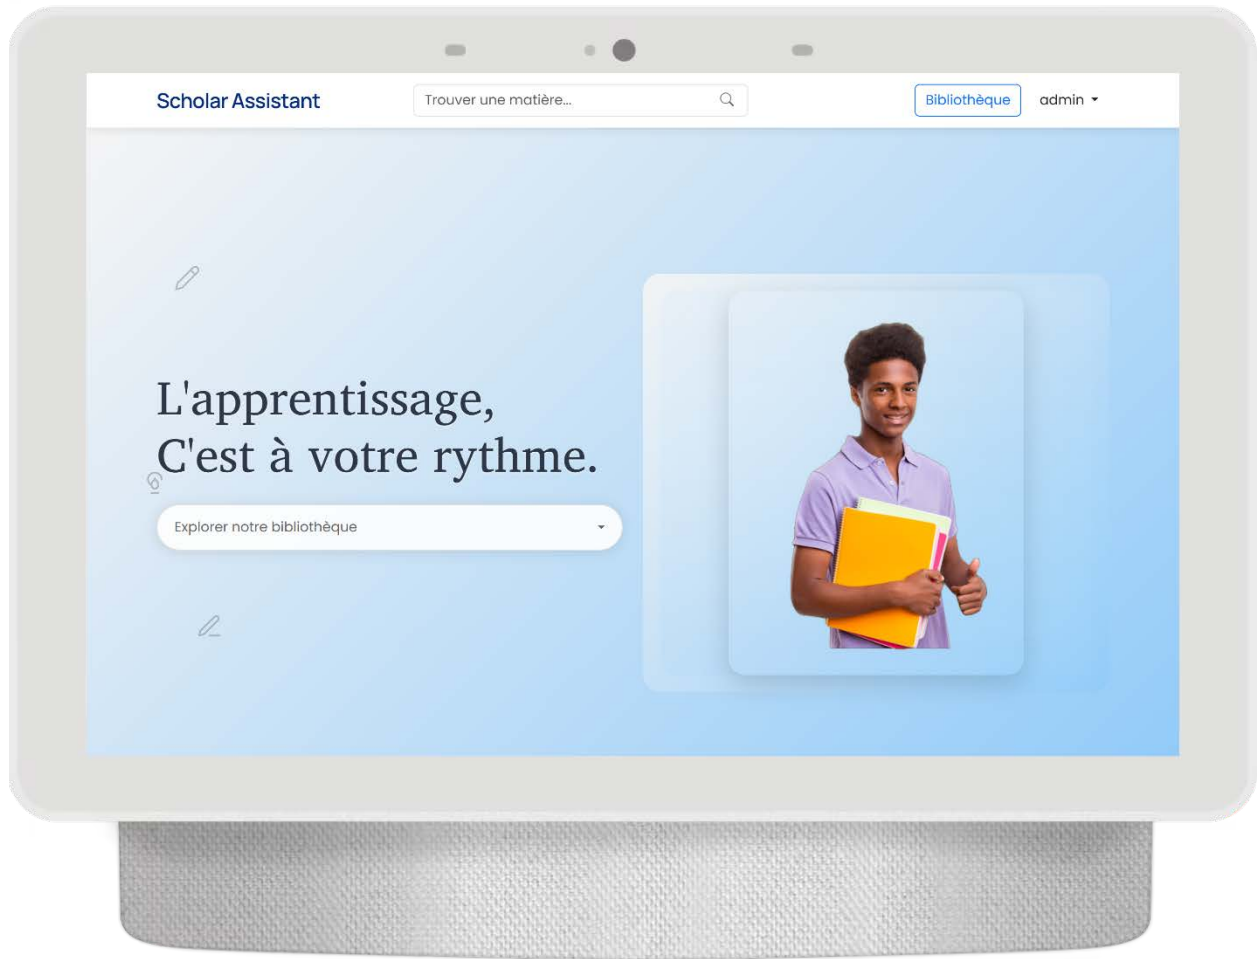 Scholar Assistant
Trouver une matière...
Bibliothèque
admin
L'apprentissage,
C'est à votre rythme.
Explorer notre bibliothèque